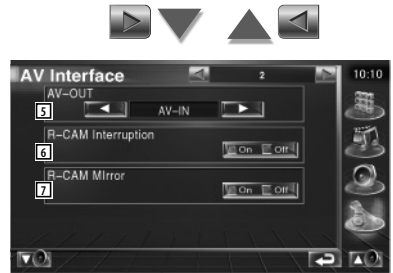 AV Interface 2 10:10
AV-OUT
5 AV-IN
R-CAM Interruption
6 On Off
R-CAM MIrror
7 On Off